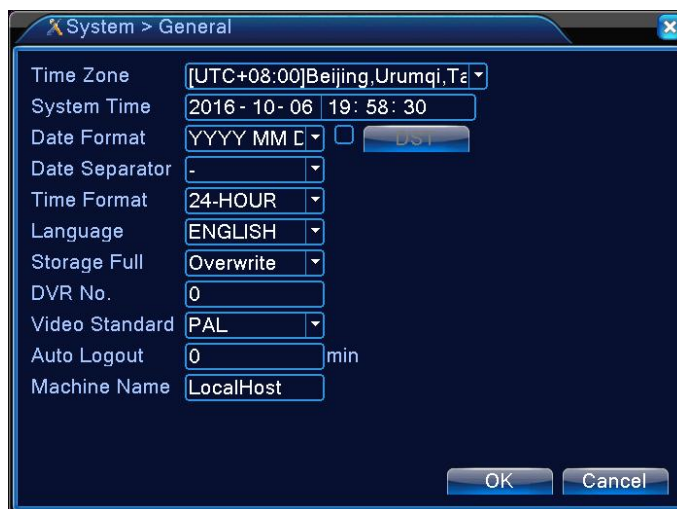 System > General
Time Zone [UTC+08:00]Beijing,Urumqi,Ta
System Time 2016-10-06 19:58:30
Date Format YYYY MM D DST
Date Separator -
Time Format 24-HOUR
Language ENGLISH
Storage Full Overwrite
DVR No. 0
Video Standard PAL
Auto Logout 0 min
Machine Name LocalHost
OK Cancel